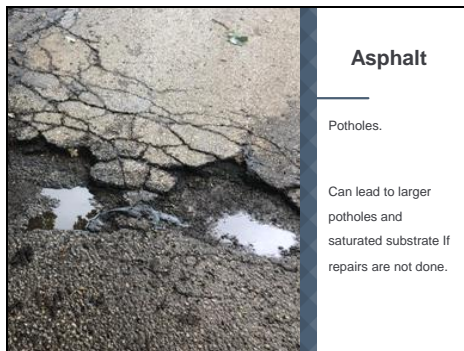 Asphalt
Potholes.
Can lead to larger
potholes and
saturated substrate If
repairs are not done.